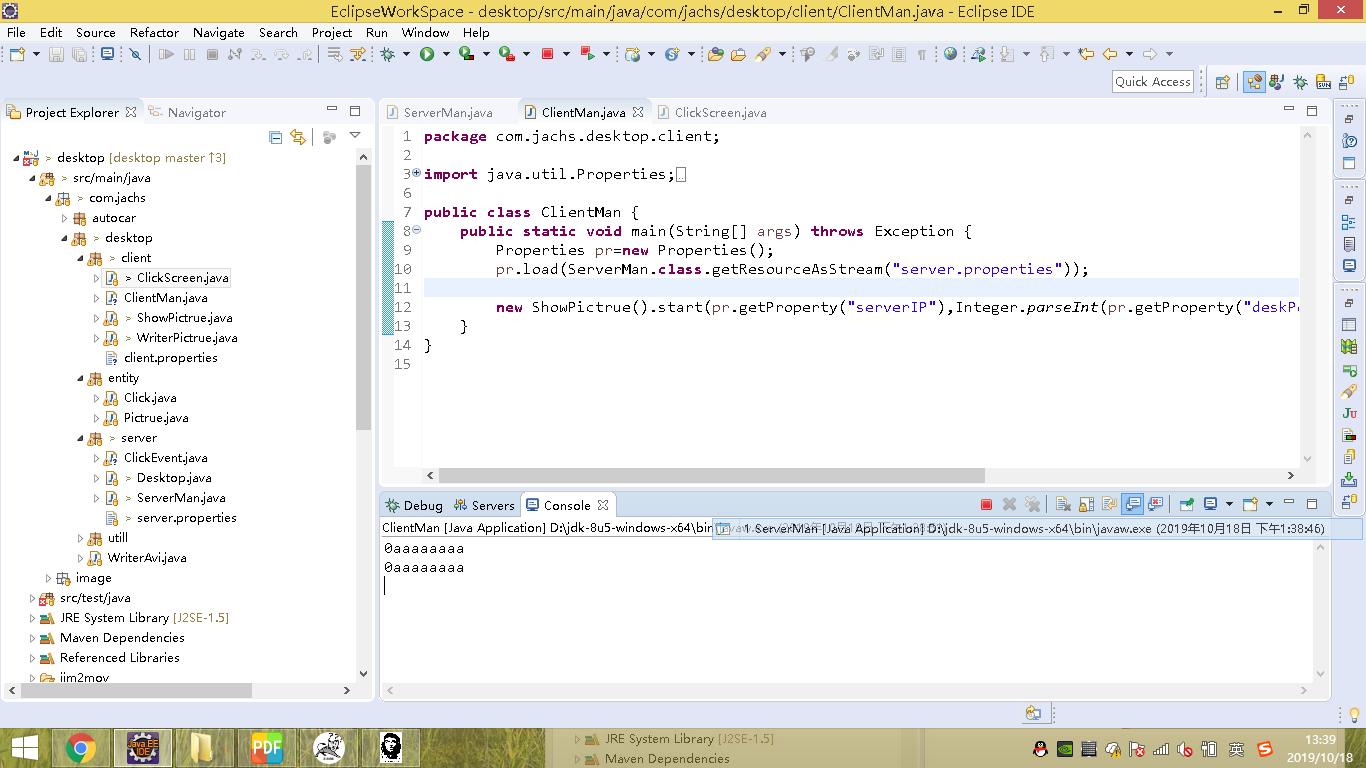 EclipseWorkSpace - desktop/src/main/java/com/jachs/desktop/client/ClientMan.java - Eclipse IDE
File Edit Source Refactor Navigate Search Project Run Window Help
Quick Access
Project Explorer Navigator
> desktop [desktop master ↑3]
> src/main/java
> com.jachs
autocar
> desktop
> client
> ClickScreen.java
ClientMan.java
> ShowPictrue.java
> WriterPictrue.java
client.properties
entity
Click.java
Pictrue.java
> server
ClickEvent.java
> Desktop.java
> ServerMan.java
> server.properties
utill
WriterAvi.java
image
src/test/java
JRE System Library [J2SE-1.5]
Maven Dependencies
Referenced Libraries
jim2mov
ServerMan.java ClientMan.java ClickScreen.java
1 package com.jachs.desktop.client;
2
3 import java.util.Properties;
6
7 public class ClientMan {
8 public static void main(String[] args) throws Exception {
9 Properties pr=new Properties();
10 pr.load(ServerMan.class.getResourceAsStream("server.properties"));
11
12 new ShowPictrue().start(pr.getProperty("serverIP"),Integer.parseInt(pr.getProperty("deskP
13 }
14 }
15
Debug Servers Console
ClientMan [Java Application] D:\jdk-8u5-windows-x64\bin
1 ServerMan [Java Application] D:\jdk-8u5-windows-x64\bin\javaw.exe (2019年10月18日 下午1:38:46)
0aaaaaaaa
0aaaaaaaa
Java EE
IDE
PDF
JRE System Library [J2SE-1.5]
Maven Dependencies
英
13:39
2019/10/18